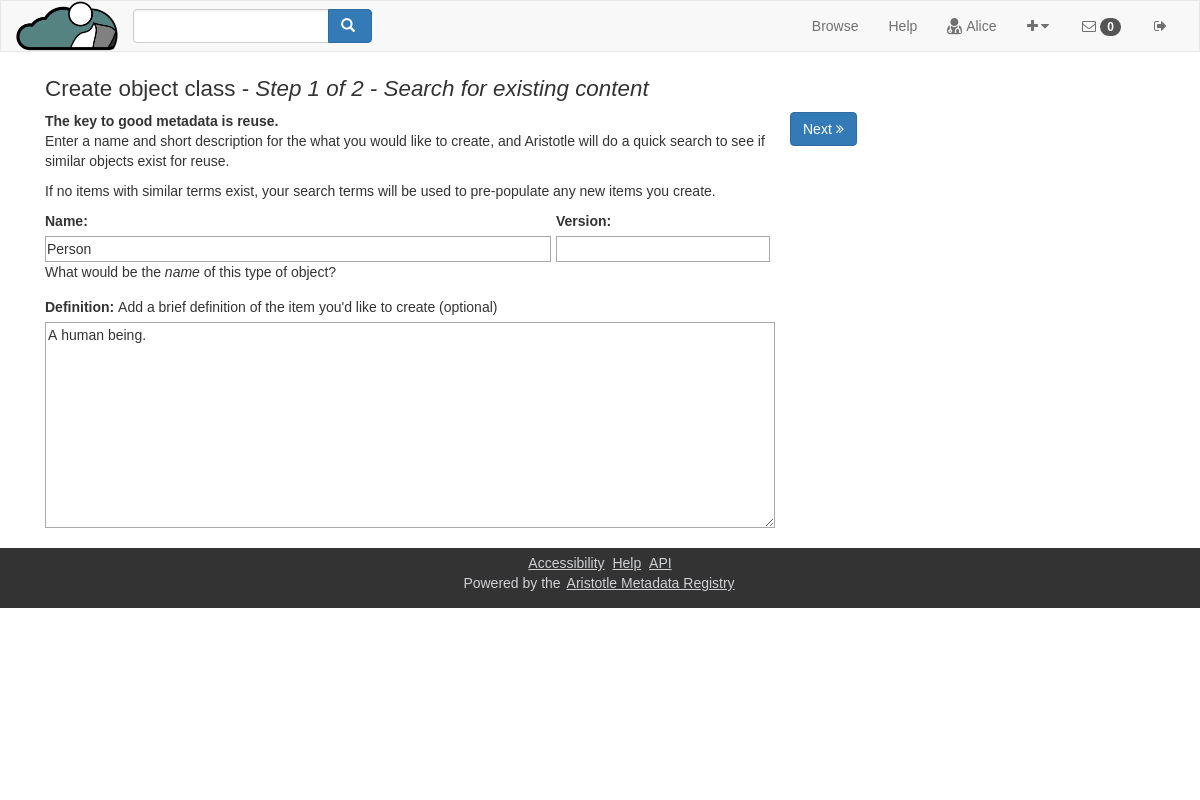 Browse Help Alice 0
Create object class - Step 1 of 2 - Search for existing content
The key to good metadata is reuse.
Enter a name and short description for the what you would like to create, and Aristotle will do a quick search to see if
similar objects exist for reuse.
Next »
If no items with similar terms exist, your search terms will be used to pre-populate any new items you create.
Name: Version:
Person
What would be the name of this type of object?
Definition: Add a brief definition of the item you'd like to create (optional)
A human being.
Accessibility Help API
Powered by the Aristotle Metadata Registry